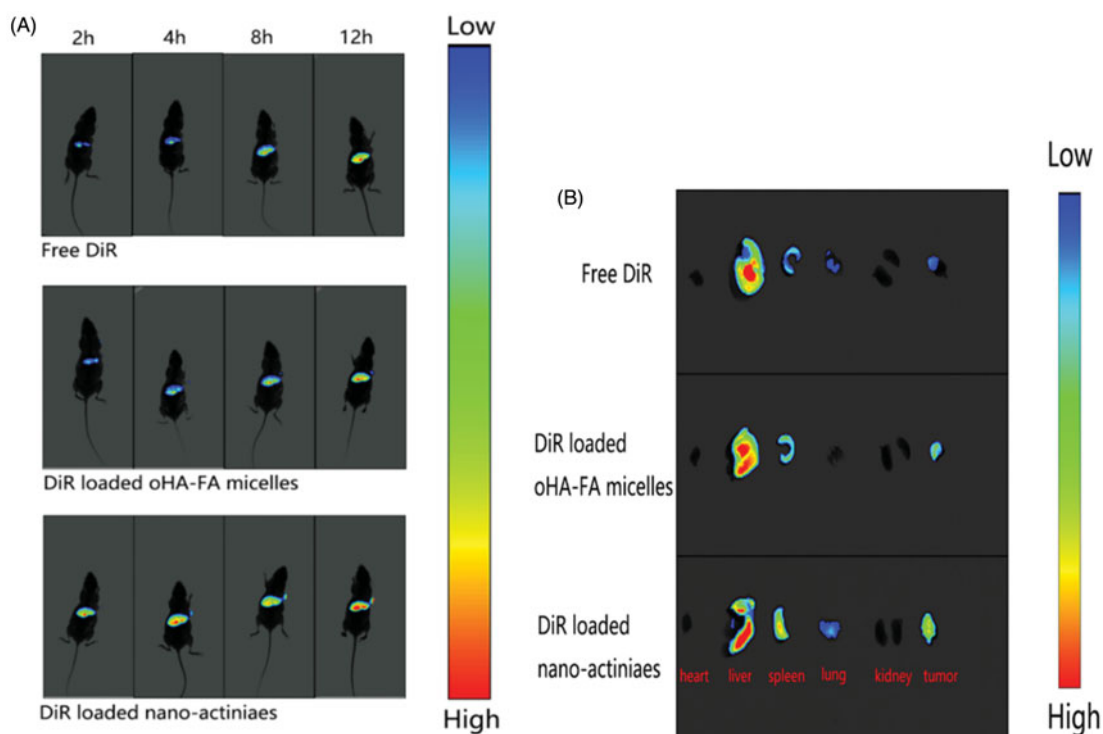 (A)
2h 4h 8h 12h
Low
Free DiR
DiR loaded oHA-FA micelles
DiR loaded nano-actiniaes
High
(B)
Low
Free DiR
DiR loaded
oHA-FA micelles
DiR loaded
nano-actiniaes
heart liver spleen lung kidney tumor
High